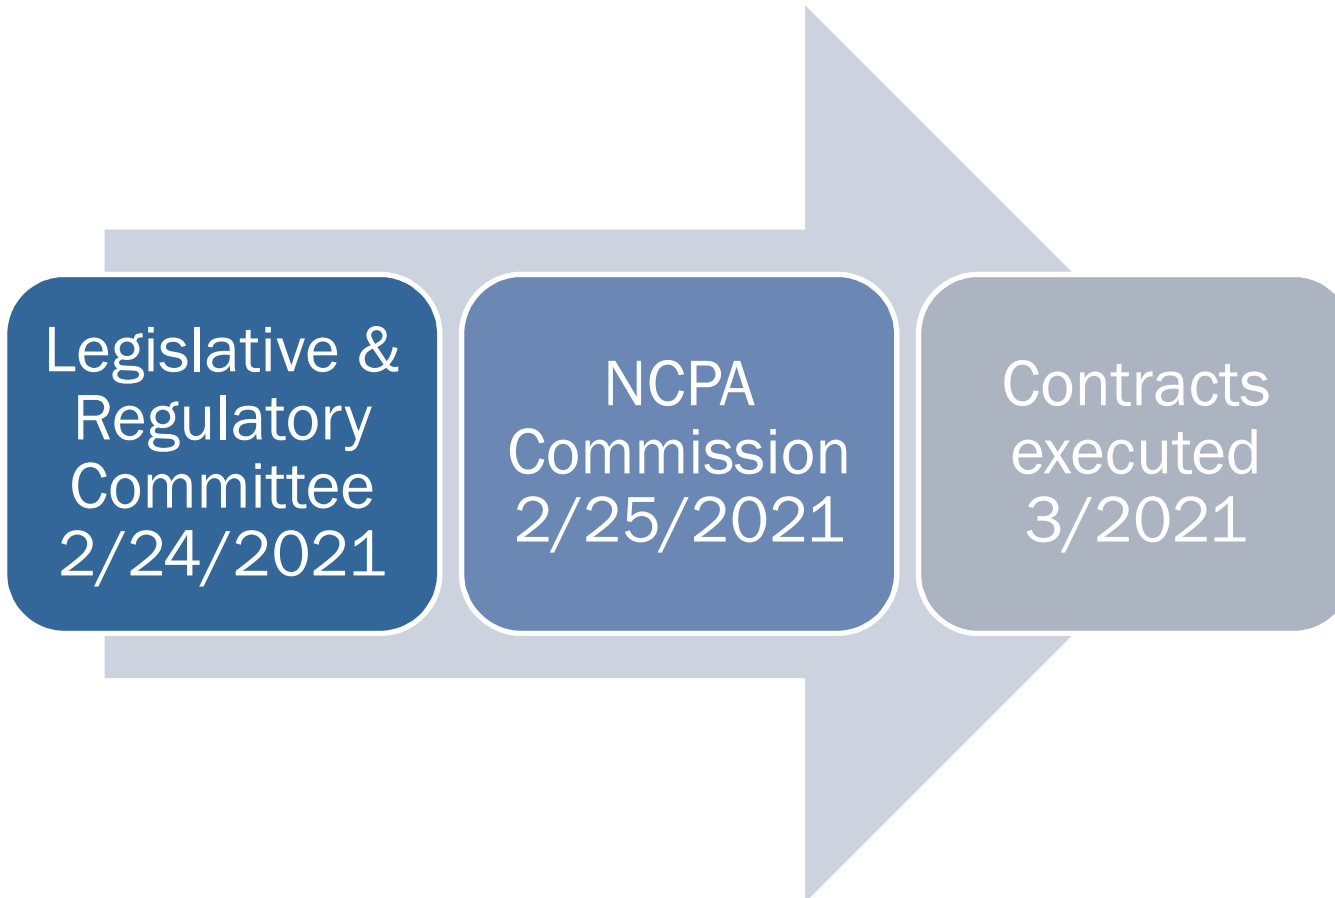 Legislative &
Regulatory
Committee
2/24/2021
NCPA
Commission
2/25/2021
Contracts
executed
3/2021